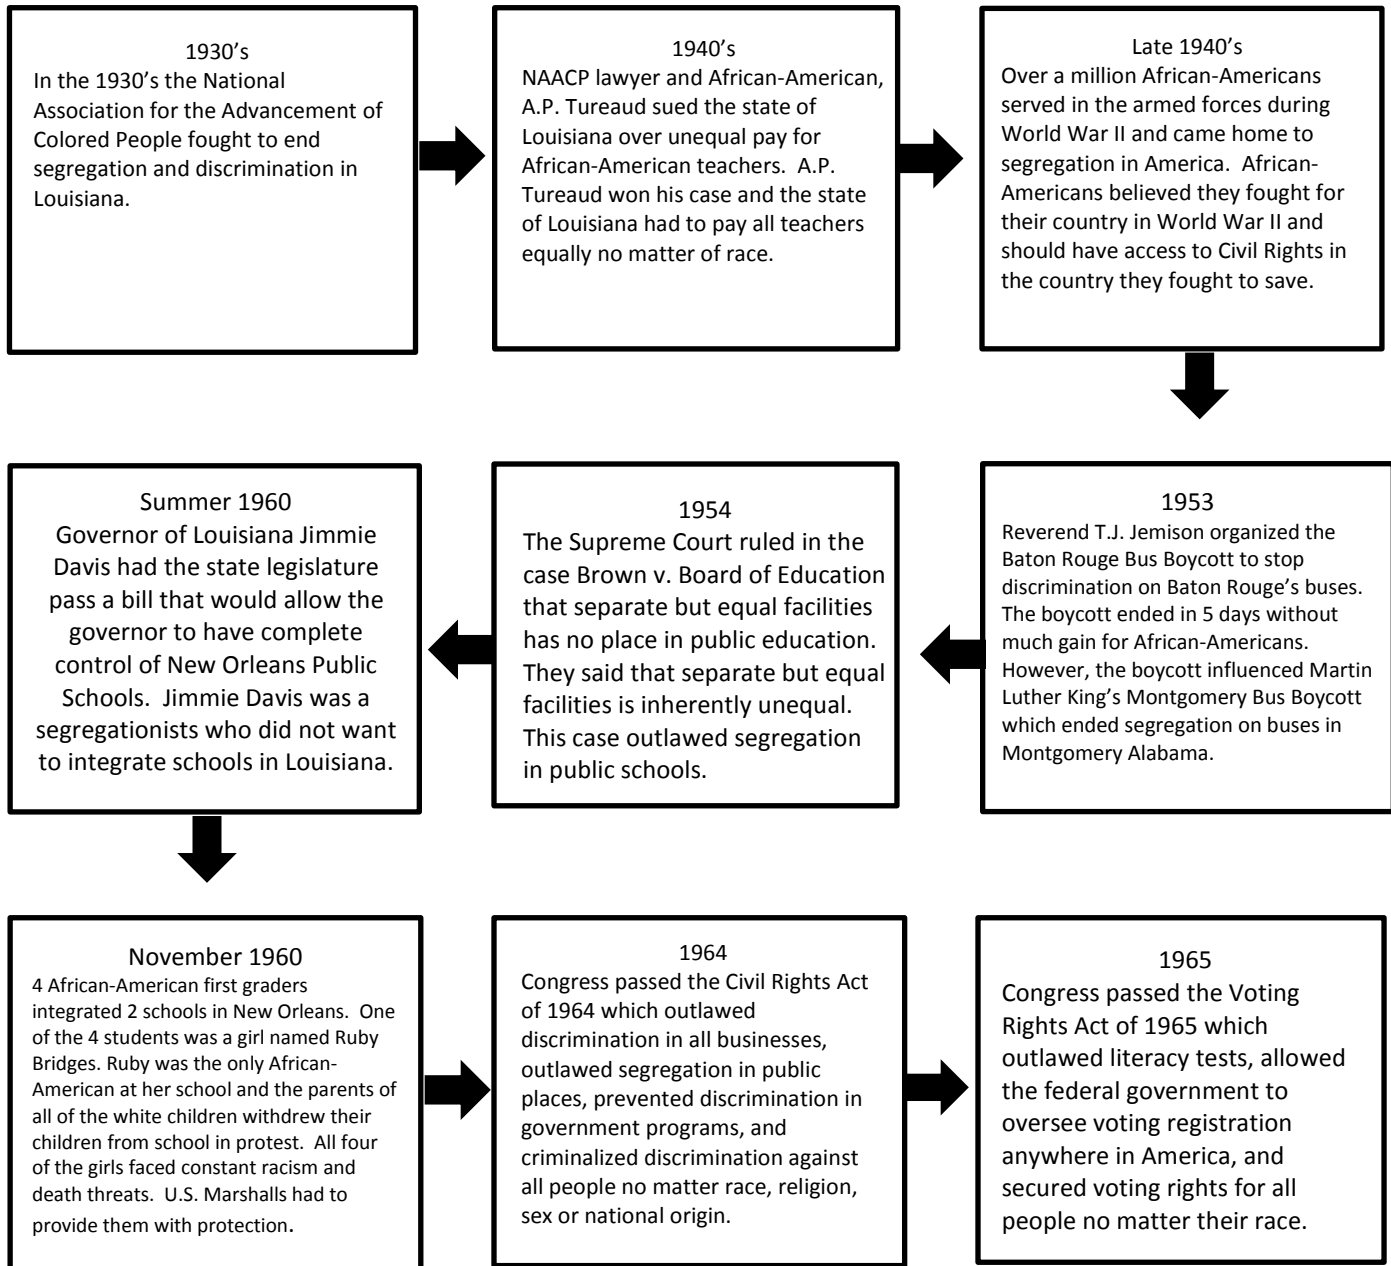 1930’s
In the 1930’s the National
Association for the Advancement of
Colored People fought to end
segregation and discrimination in
Louisiana.
1940’s
NAACP lawyer and African-American,
A.P. Tureaud sued the state of
Louisiana over unequal pay for
African-American teachers.  A.P.
Tureaud won his case and the state
of Louisiana had to pay all teachers
equally no matter of race.
Late 1940’s
Over a million African-Americans
served in the armed forces during
World War II and came home to
segregation in America.  African-
Americans believed they fought for
their country in World War II and
should have access to Civil Rights in
the country they fought to save.
1953
Reverend T.J. Jemison organized the
Baton Rouge Bus Boycott to stop
discrimination on Baton Rouge’s buses.
The boycott ended in 5 days without
much gain for African-Americans.
However, the boycott influenced Martin
Luther King’s Montgomery Bus Boycott
which ended segregation on buses in
Montgomery Alabama.
1954
The Supreme Court ruled in the
case Brown v. Board of Education
that separate but equal facilities
has no place in public education.
They said that separate but equal
facilities is inherently unequal.
This case outlawed segregation
in public schools.
Summer 1960
Governor of Louisiana Jimmie
Davis had the state legislature
pass a bill that would allow the
governor to have complete
control of New Orleans Public
Schools.  Jimmie Davis was a
segregationists who did not want
to integrate schools in Louisiana.
November 1960
4 African-American first graders
integrated 2 schools in New Orleans.  One
of the 4 students was a girl named Ruby
Bridges. Ruby was the only African-
American at her school and the parents of
all of the white children withdrew their
children from school in protest.  All four
of the girls faced constant racism and
death threats.  U.S. Marshalls had to
provide them with protection.
1964
Congress passed the Civil Rights Act
of 1964 which outlawed
discrimination in all businesses,
outlawed segregation in public
places, prevented discrimination in
government programs, and
criminalized discrimination against
all people no matter race, religion,
sex or national origin.
1965
Congress passed the Voting
Rights Act of 1965 which
outlawed literacy tests, allowed
the federal government to
oversee voting registration
anywhere in America, and
secured voting rights for all
people no matter their race.